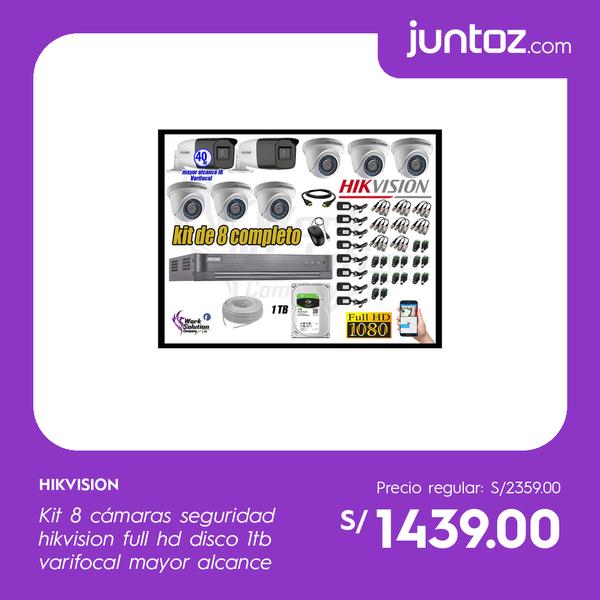 juntoz.com
40
mayor alcance IR
Varifocal
HIKVISION
kit de 8 completo
Work
Solution
Company
1 TB
Full HD
1080
HIKVISION
Precio regular: S/2359.00
Kit 8 cámaras seguridad
hikvision full hd disco 1tb
varifocal mayor alcance
S/1439.00